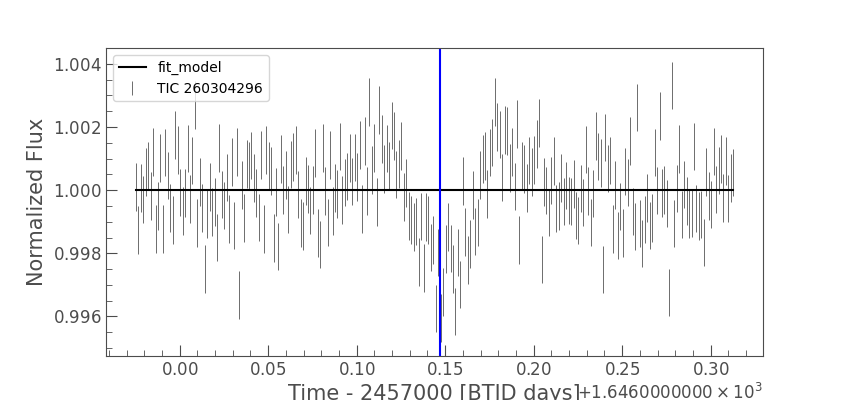 1.004
1.002
1.000
0.998
0.996
Normalized Flux
fit_model
TIC 260304296
0.00 0.05 0.10 0.15 0.20 0.25 0.30
Time - 2457000 [BTJD days]
+1.6460000000 × 10³